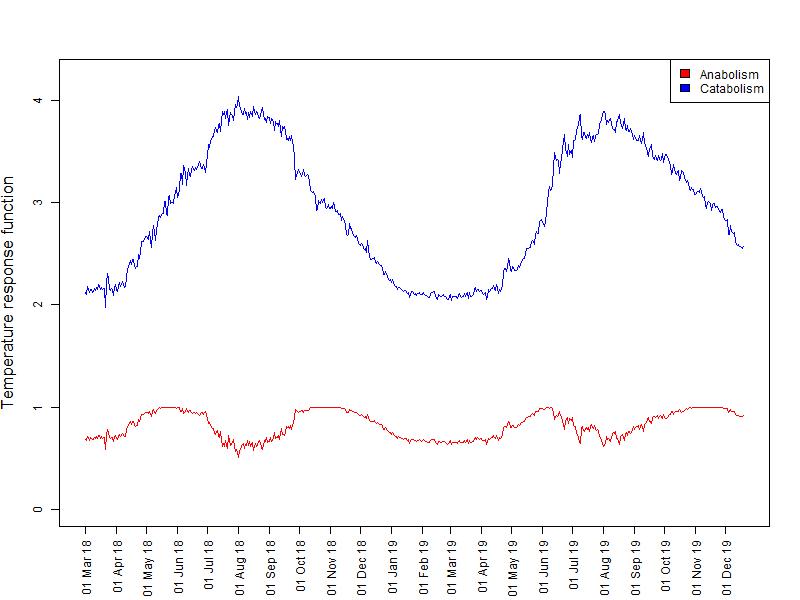 Anabolism
Catabolism
Temperature response function
4
3
2
1
0
01 Mar 18
01 Apr 18
01 May 18
01 Jun 18
01 Jul 18
01 Aug 18
01 Sep 18
01 Oct 18
01 Nov 18
01 Dec 18
01 Jan 19
01 Feb 19
01 Mar 19
01 Apr 19
01 May 19
01 Jun 19
01 Jul 19
01 Aug 19
01 Sep 19
01 Oct 19
01 Nov 19
01 Dec 19